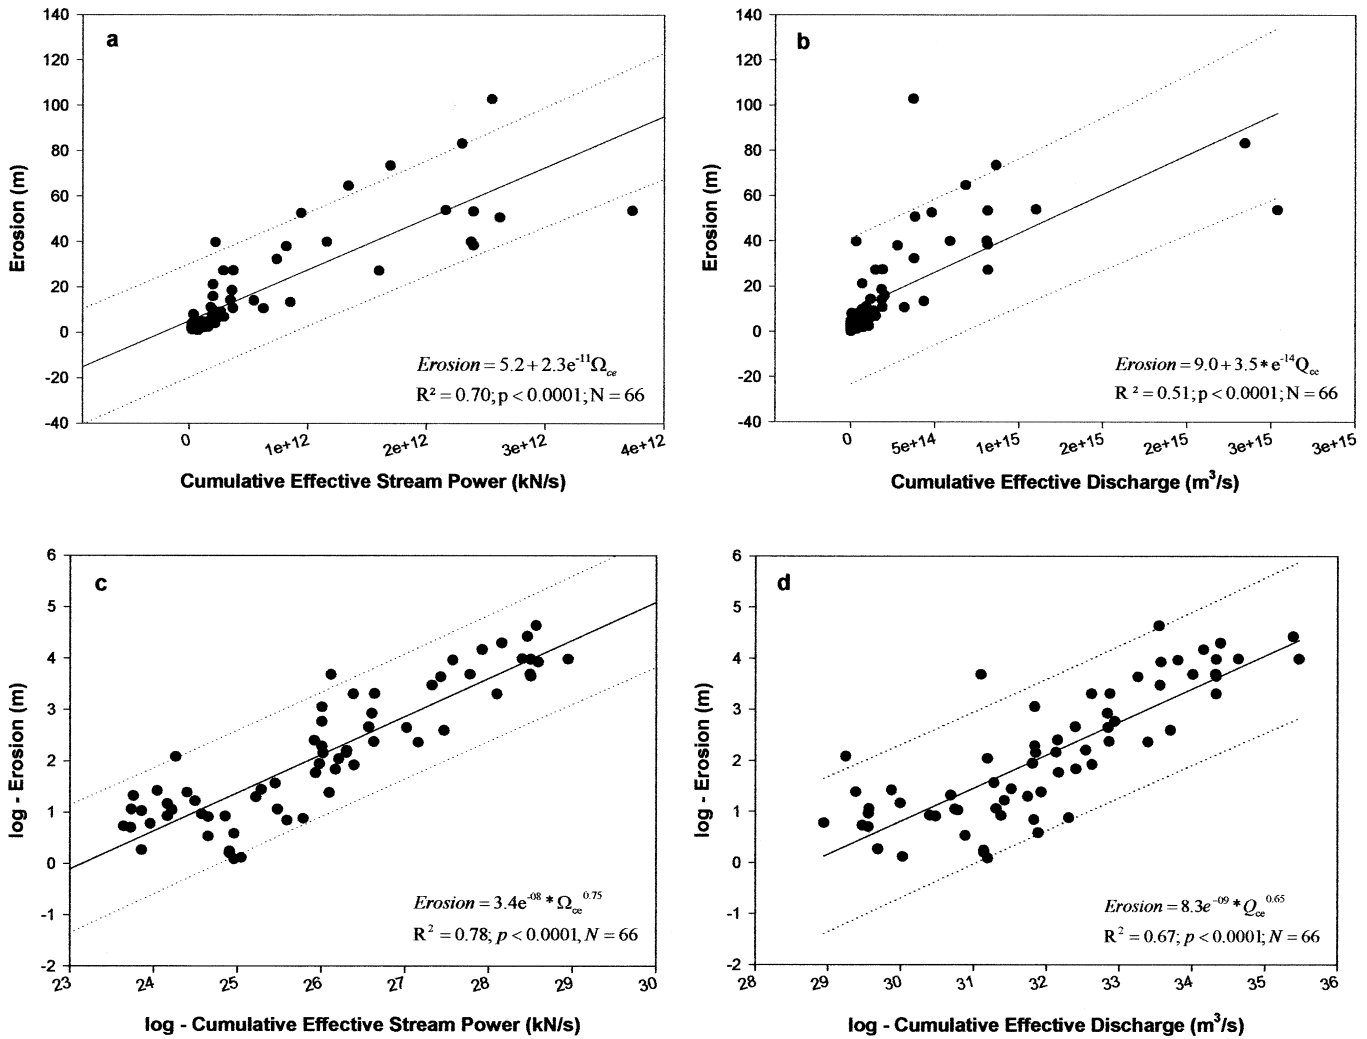 a
Erosion (m)
140
120
100
80
60
40
20
0
-20
-40
Erosion = 5.2 + 2.3e⁻¹¹Ω_ce
R² = 0.70; p < 0.0001; N = 66
0 1e+12 2e+12 3e+12 4e+12
Cumulative Effective Stream Power (kN/s)
b
Erosion (m)
140
120
100
80
60
40
20
0
-20
-40
Erosion = 9.0 + 3.5 * e⁻¹⁴Q_ce
R² = 0.51; p < 0.0001; N = 66
0 5e+14 1e+15 2e+15 2e+15 3e+15 3e+15
Cumulative Effective Discharge (m³/s)
c
log - Erosion (m)
6
5
4
3
2
1
0
-1
-2
Erosion = 3.4e⁻⁰⁸ * Ω_ce^0.75
R² = 0.78; p < 0.0001, N = 66
23 24 25 26 27 28 29 30
log - Cumulative Effective Stream Power (kN/s)
d
log - Erosion (m)
6
5
4
3
2
1
0
-1
-2
Erosion = 8.3e⁻⁰⁹ * Q_ce^0.65
R² = 0.67; p < 0.0001; N = 66
28 29 30 31 32 33 34 35 36
log - Cumulative Effective Discharge (m³/s)